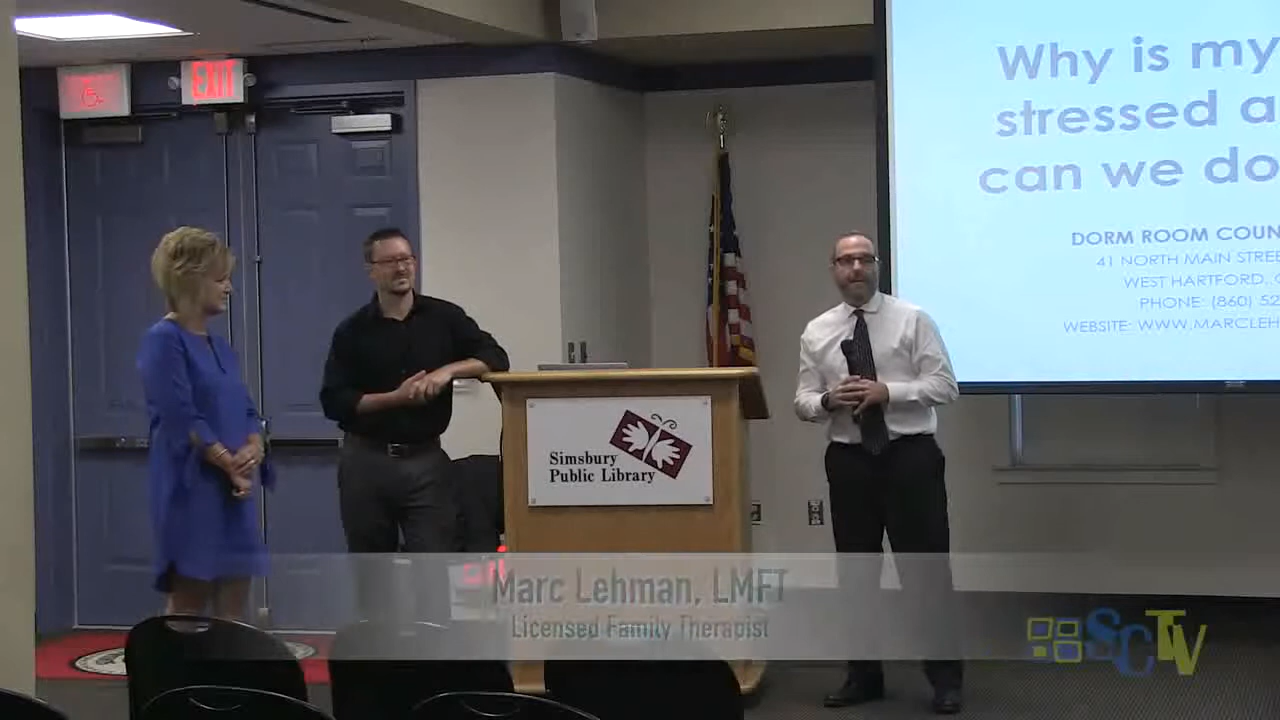 EXIT
Why is my
stressed a
can we do
DORM ROOM COUN
41 NORTH MAIN STREE
WEST HARTFORD, C
PHONE: (860) 52
WEBSITE: WWW.MARCLEH
Simsbury
Public Library
Marc Lehman, LMFT
Licensed Family Therapist
SCTV